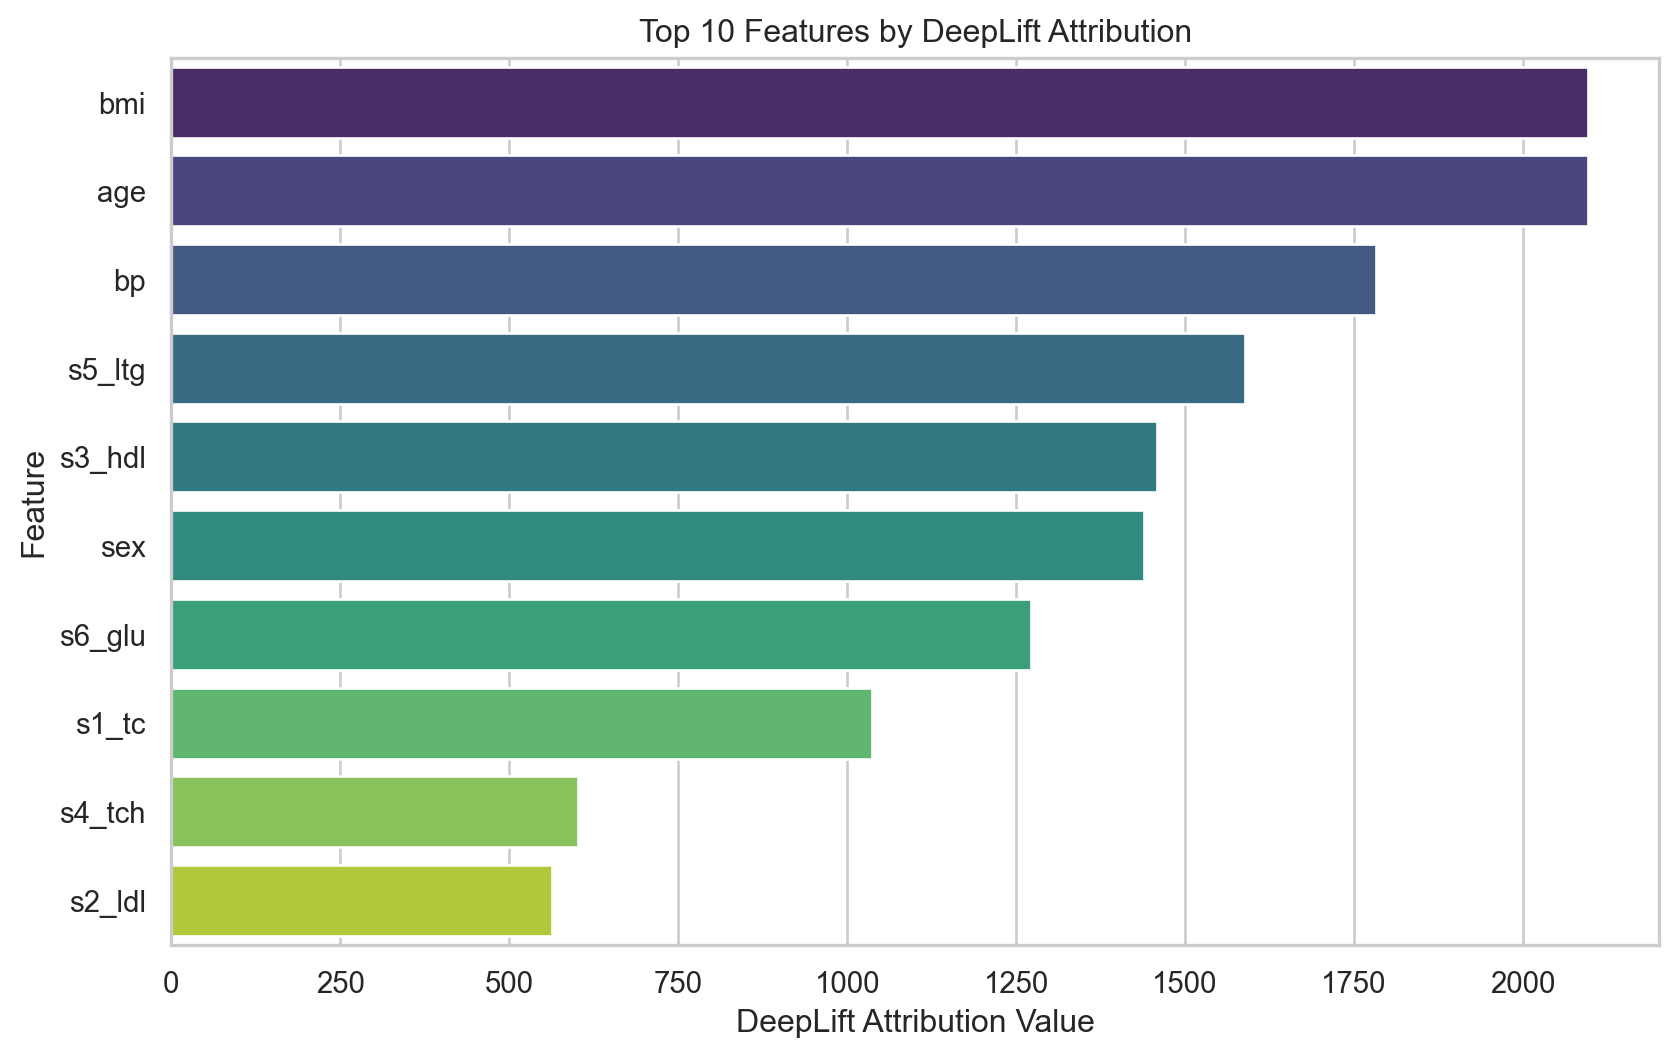 Top 10 Features by DeepLift Attribution
bmi
age
bp
s5_ltg
s3_hdl
sex
s6_glu
s1_tc
s4_tch
s2_ldl
Feature
0 250 500 750 1000 1250 1500 1750 2000
DeepLift Attribution Value